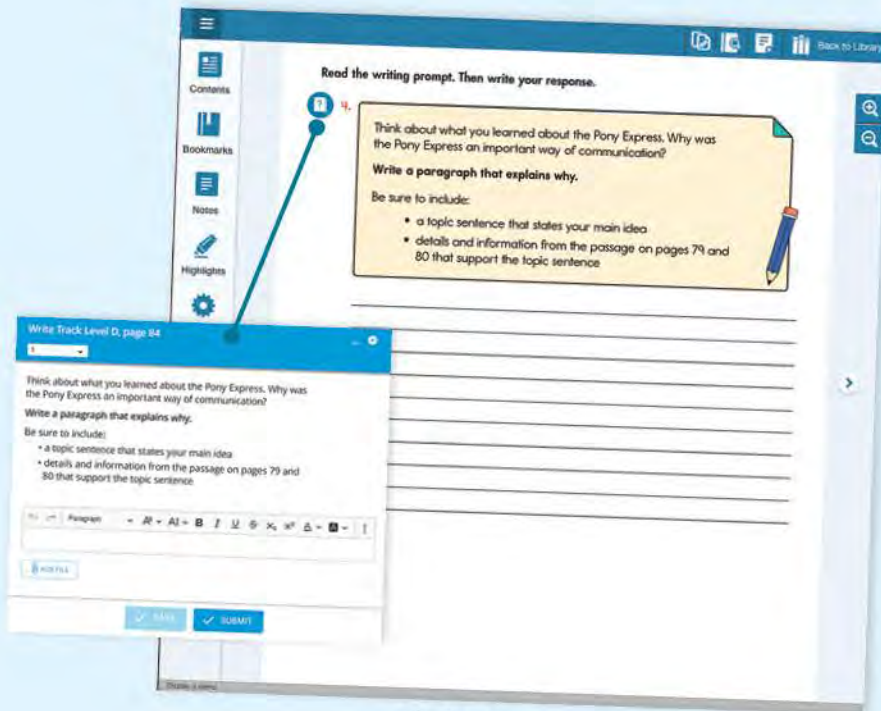 Back to Library
Contents
Bookmarks
Notes
Highlights
Read the writing prompt. Then write your response.
4.
Think about what you learned about the Pony Express. Why was
the Pony Express an important way of communication?
Write a paragraph that explains why.
Be sure to include:
• a topic sentence that states your main idea
• details and information from the passage on pages 79 and
80 that support the topic sentence
Write Track Level D, page 84
1
Think about what you learned about the Pony Express. Why was
the Pony Express an important way of communication?
Write a paragraph that explains why.
Be sure to include:
• a topic sentence that states your main idea
• details and information from the passage on pages 79 and
80 that support the topic sentence
Paragraph
B I U S X₂ X² A A
ADD FILE
SAVE
SUBMIT